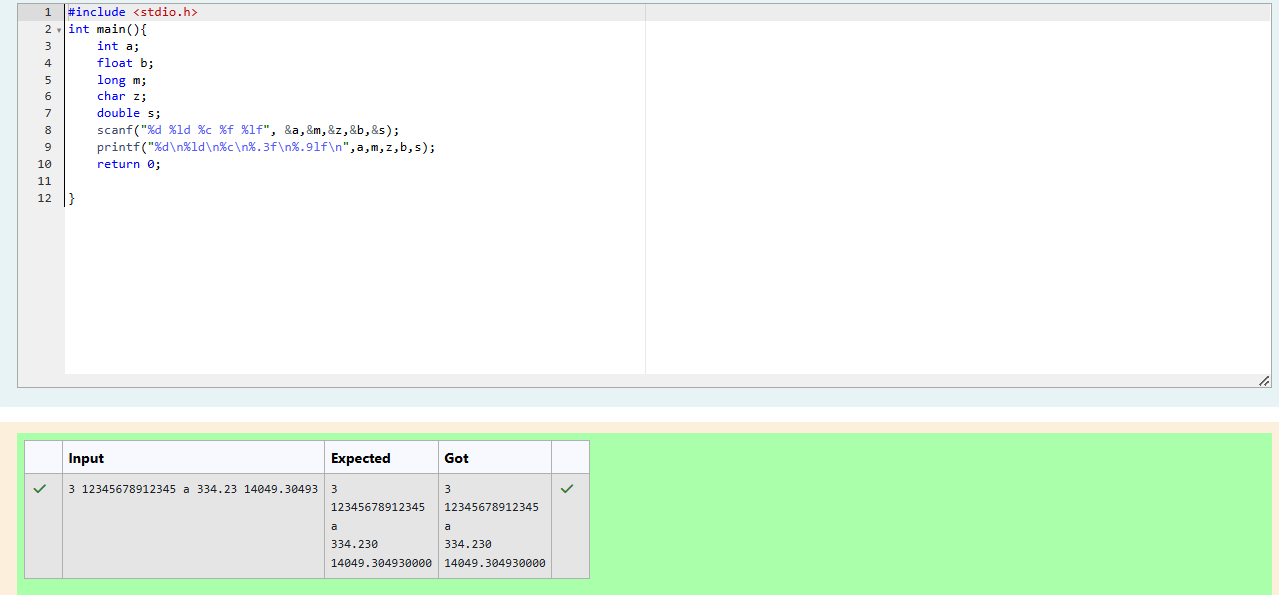 1 #include <stdio.h>
2 int main(){
3     int a;
4     float b;
5     long m;
6     char z;
7     double s;
8     scanf("%d %ld %c %f %lf", &a,&m,&z,&b,&s);
9     printf("%d\n%ld\n%c\n%.3f\n%.9lf\n",a,m,z,b,s);
10     return 0;
11
12 }
Input Expected Got
3 12345678912345 a 334.23 14049.30493 3 3
12345678912345 12345678912345
a a
334.230 334.230
14049.304930000 14049.304930000